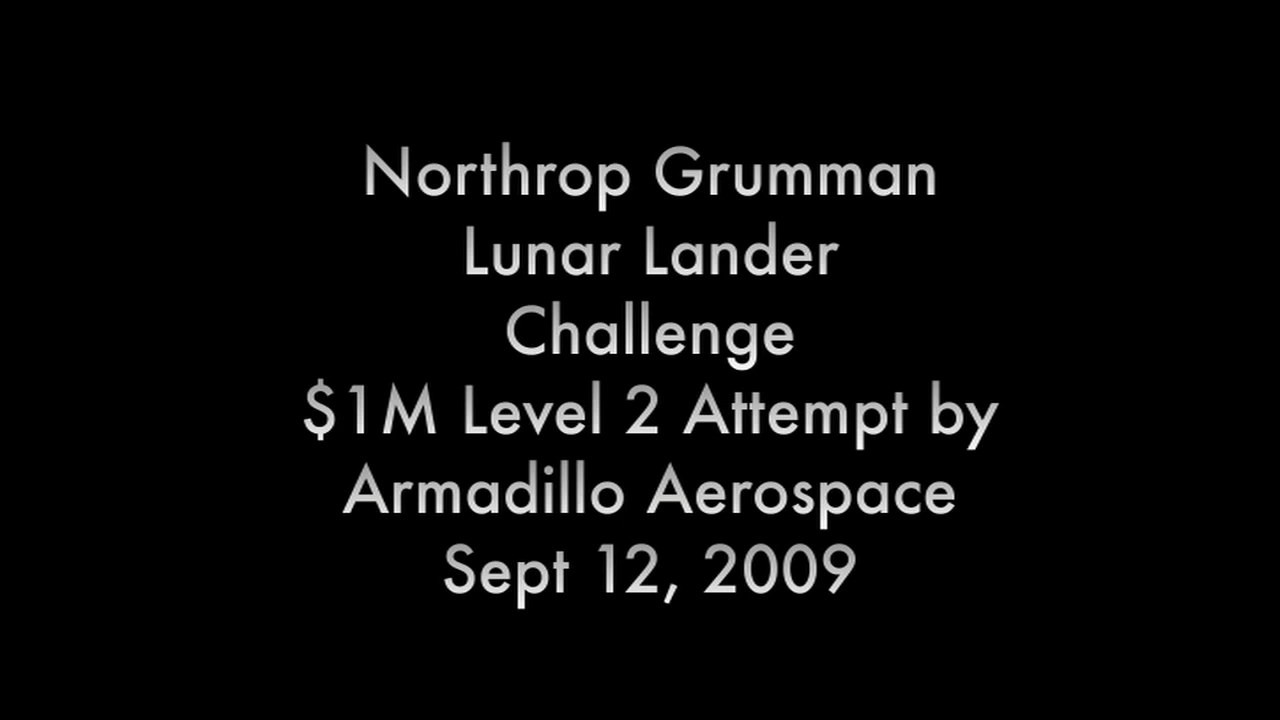 Northrop Grumman
Lunar Lander
Challenge
$1M Level 2 Attempt by
Armadillo Aerospace
Sept 12, 2009